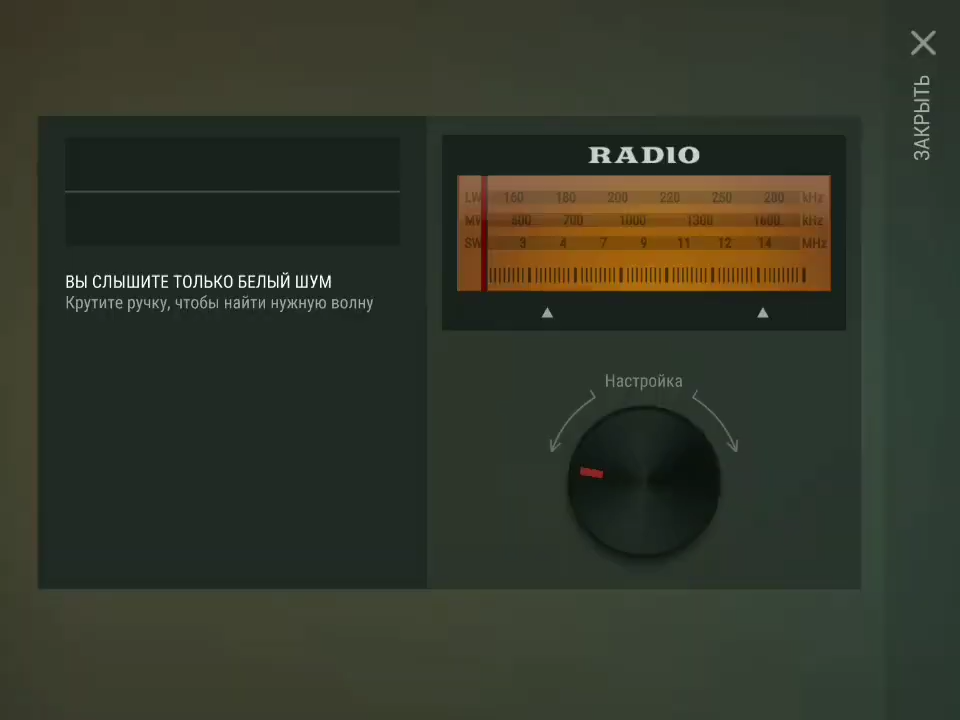 ЗАКРЫТЬ
RADIO
LW 160 180 200 220 250 280 kHz
MW 600 700 1000 1300 1600 kHz
SW 3 4 7 9 11 12 14 MHz
ВЫ СЛЫШИТЕ ТОЛЬКО БЕЛЫЙ ШУМ
Крутите ручку, чтобы найти нужную волну
Настройка